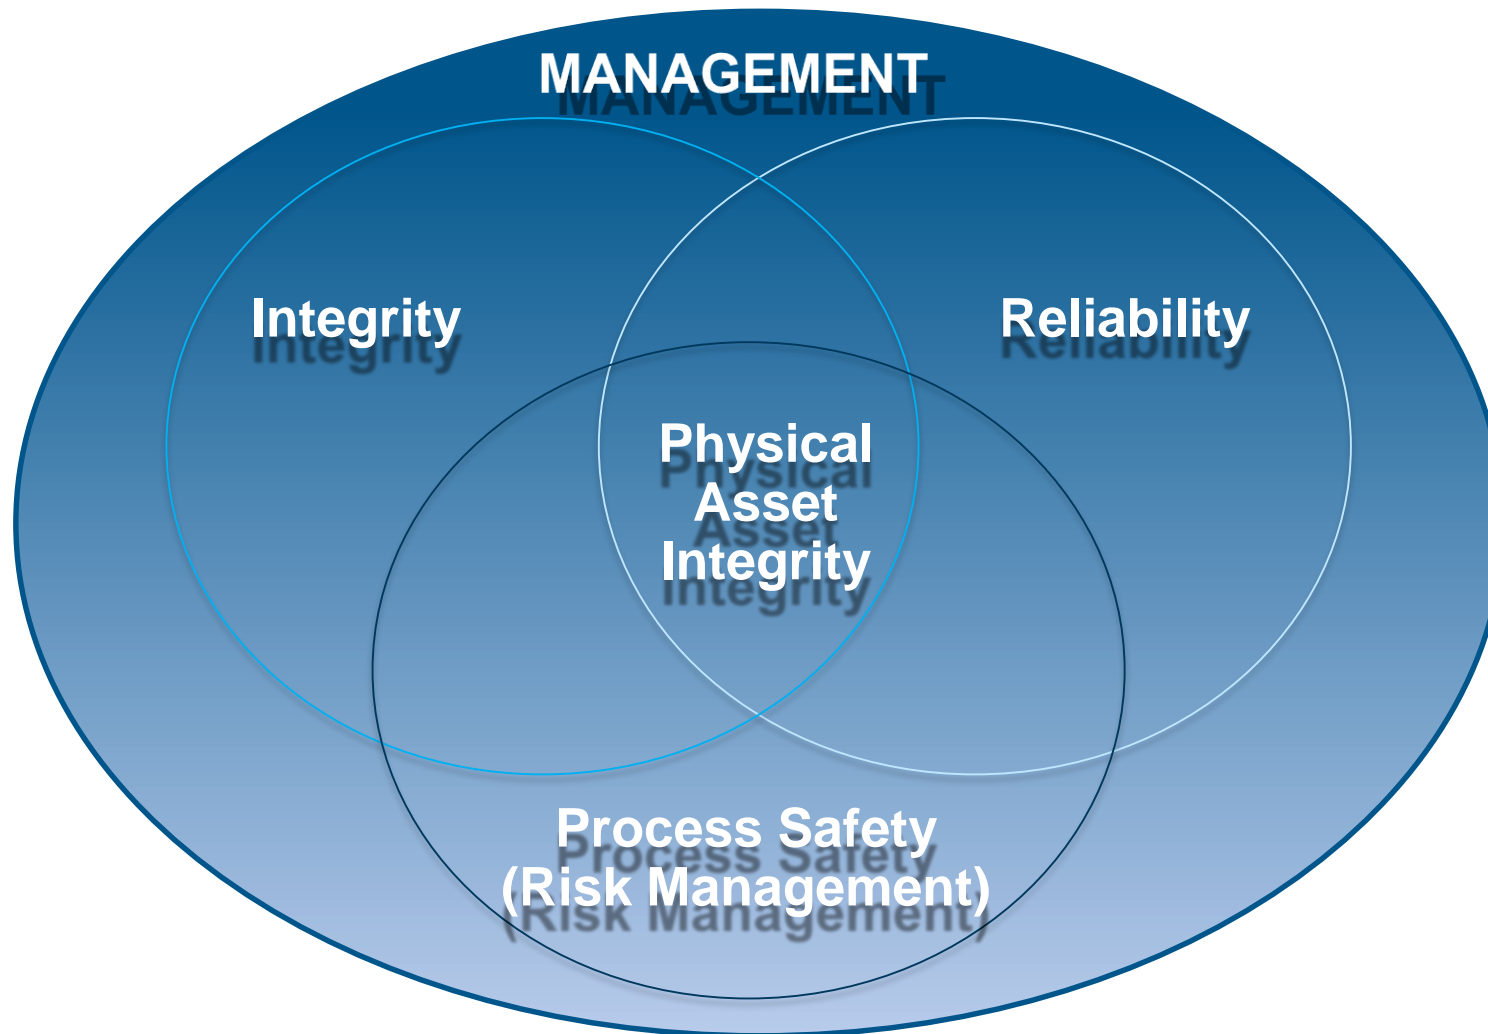 MANAGEMENT
Integrity
Reliability
Physical
Asset
Integrity
Process Safety
(Risk Management)